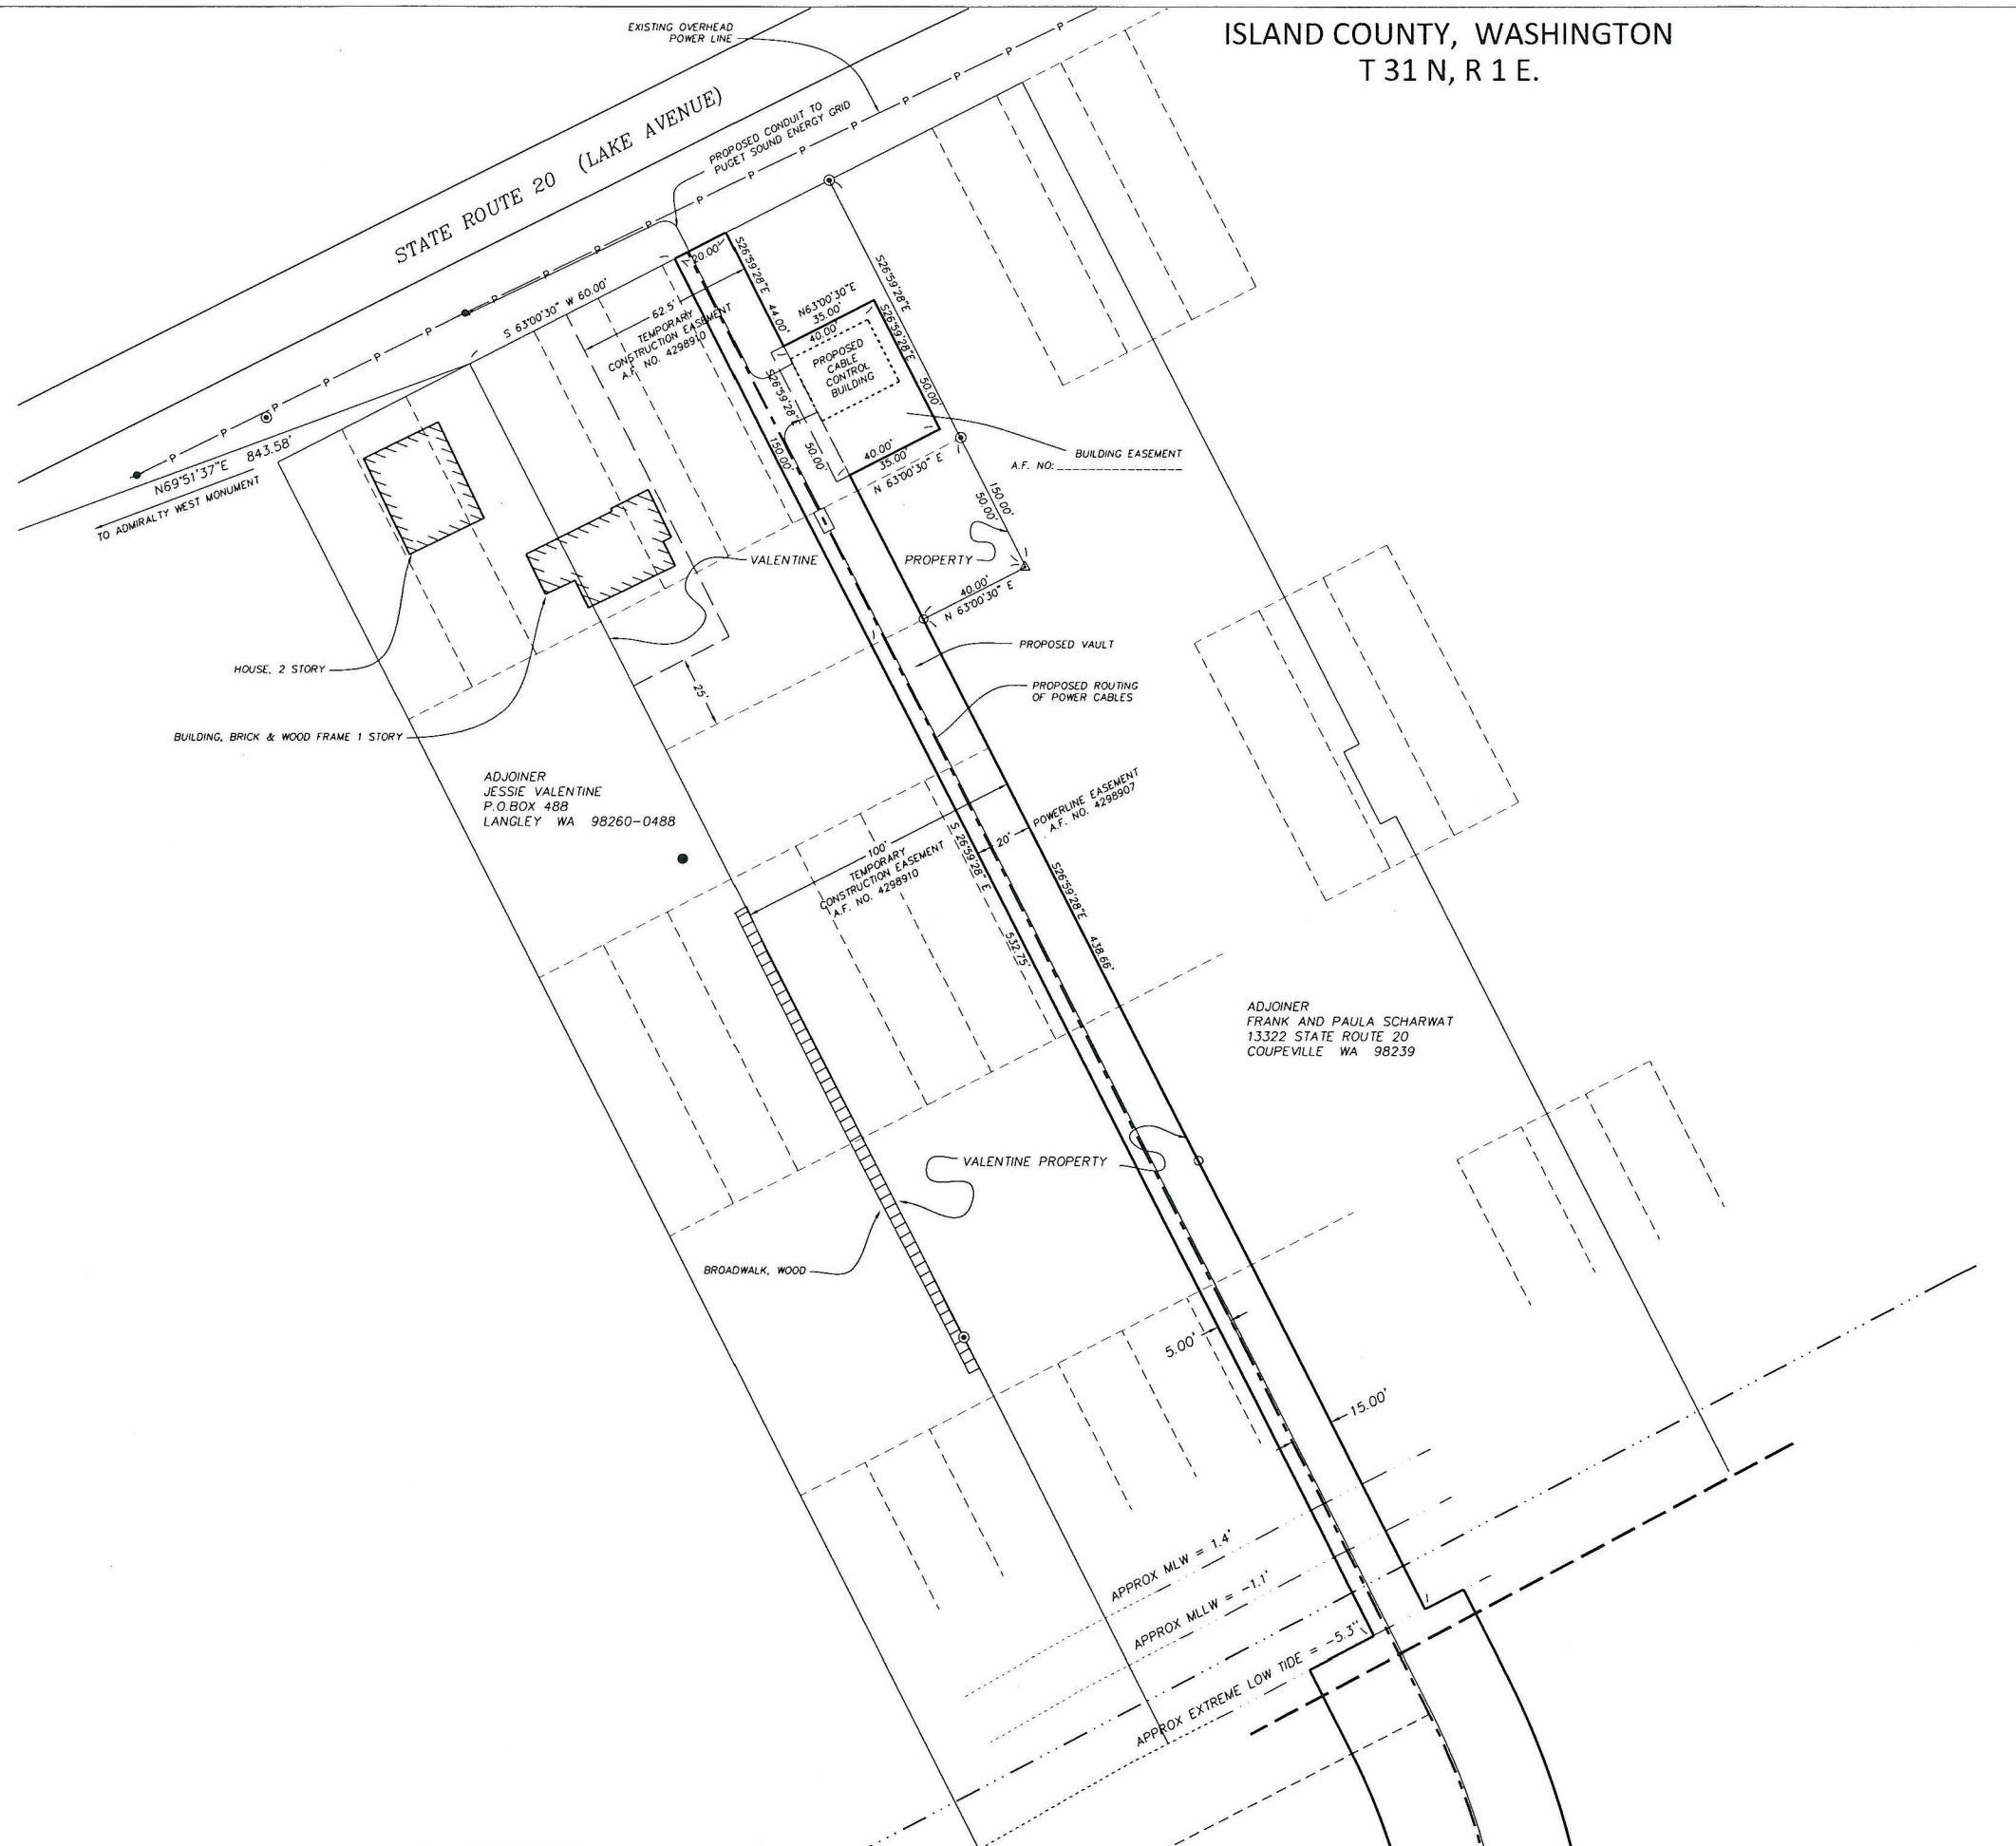 ISLAND COUNTY, WASHINGTON
T 31 N, R 1 E.
EXISTING OVERHEAD
POWER LINE
STATE ROUTE 20 (LAKE AVENUE)
PROPOSED CONDUIT TO
PUGET SOUND ENERGY GRID
P P P P P P P P P P P P P P P P P P
S 63°00'30" W 60.00'
20.00'
S26°59'28"E
44.00'
62.5'
TEMPORARY
CONSTRUCTION EASEMENT
A.F. NO. 4298910
N63°00'30"E
35.00'
40.00'
S26°59'28"E
S26°59'28"E
50.00'
PROPOSED
CABLE
CONTROL
BUILDING
S26°59'28"E
50.00'
150.00'
40.00'
35.00'
N 63°00'30" E
BUILDING EASEMENT
A.F. NO:
150.00'
50.00'
N69°51'37"E 843.58'
TO ADMIRALTY WEST MONUMENT
VALENTINE
PROPERTY
40.00'
N 63°00'30" E
PROPOSED VAULT
HOUSE, 2 STORY
PROPOSED ROUTING
OF POWER CABLES
25'
BUILDING, BRICK & WOOD FRAME 1 STORY
ADJOINER
JESSIE VALENTINE
P.O.BOX 488
LANGLEY WA 98260-0488
POWERLINE EASEMENT
A.F. NO. 4298907
20'
100'
TEMPORARY
CONSTRUCTION EASEMENT
A.F. NO. 4298910
S 26°59'28" E
532.75'
S26°59'28"E 438.66'
ADJOINER
FRANK AND PAULA SCHARWAT
13322 STATE ROUTE 20
COUPEVILLE WA 98239
VALENTINE PROPERTY
BROADWALK, WOOD
5.00'
15.00'
APPROX MLW = 1.4'
APPROX MLLW = -1.1'
APPROX EXTREME LOW TIDE = -5.3''